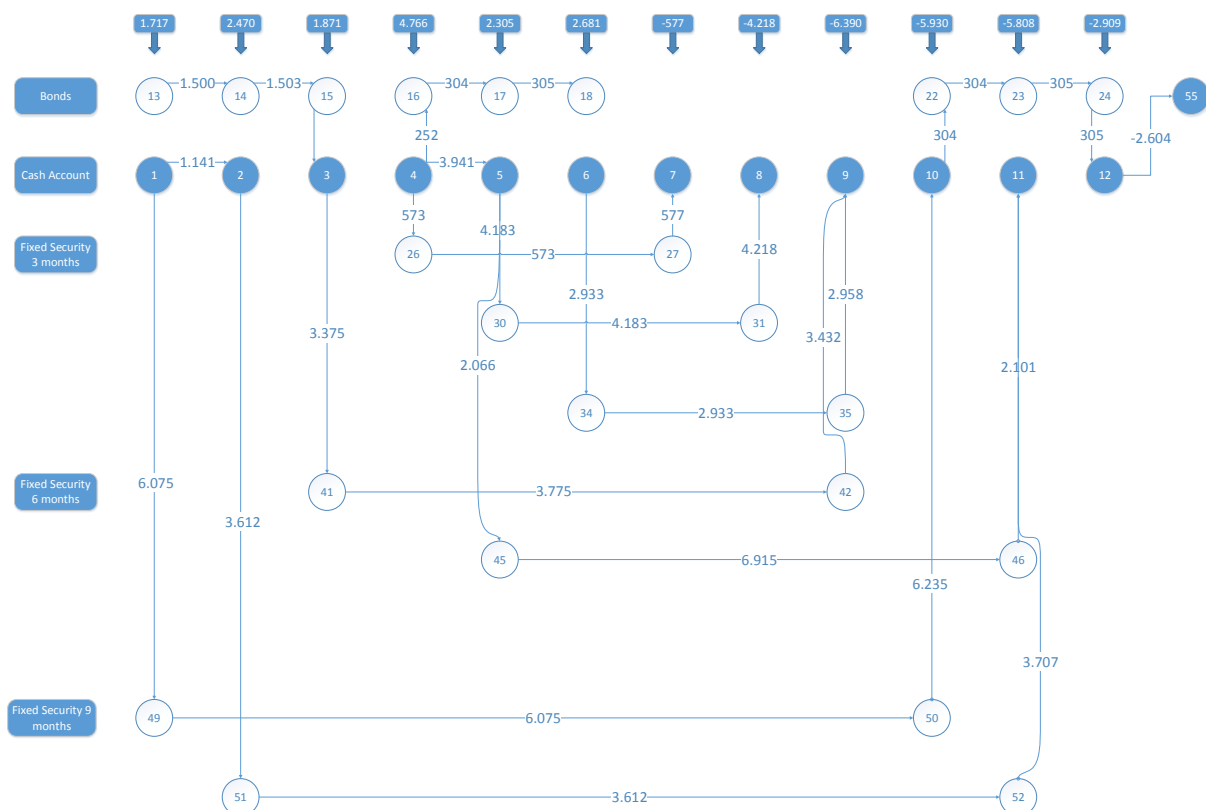 1.717 2.470 1.871 4.766 2.305 2.681 -577 -4.218 -6.390 -5.930 -5.808 -2.909
1.500 1.503 304 305 304 305
Bonds 13 14 15 16 17 18 22 23 24 55
252 304 305 -2.604
1.141 3.941
Cash Account 1 2 3 4 5 6 7 8 9 10 11 12
573 577
4.183
Fixed Security
3 months
26 573 27
4.218
2.933 2.958
30 4.183 31
3.375 3.432
2.066 2.101
34 2.933 35
6.075
Fixed Security
6 months
41 3.775 42
3.612
45 6.915 46
6.235
3.707
Fixed Security 9
months
49 6.075 50
51 3.612 52